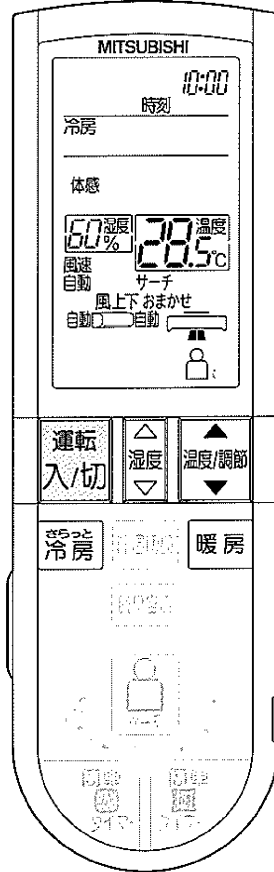 MITSUBISHI
10:00
時刻
冷房
体感
60% 湿度 28.5℃ 温度
風速
自動 サーチ
風上下 おまかせ
自動 自動
運転
入/切
△
湿度
▽
▲
温度/調節
▼
さらっと
冷房
暖房